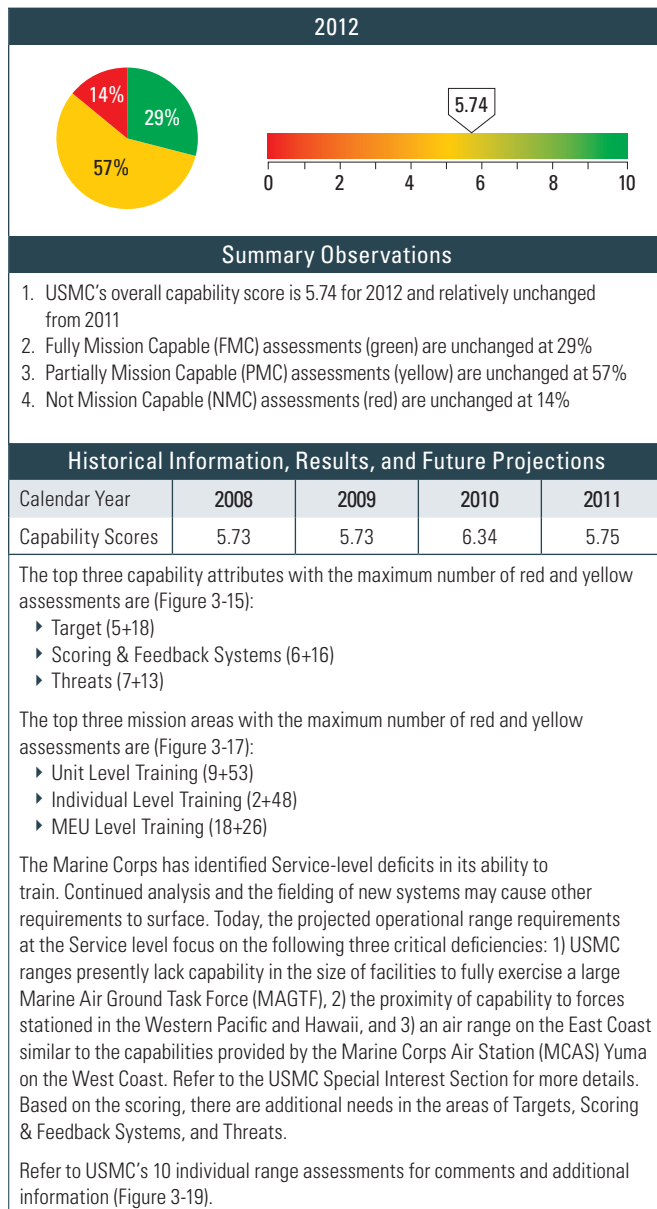 2012
14%
29%
57%
5.74
0 2 4 6 8 10
Summary Observations
1. USMC's overall capability score is 5.74 for 2012 and relatively unchanged
from 2011
2. Fully Mission Capable (FMC) assessments (green) are unchanged at 29%
3. Partially Mission Capable (PMC) assessments (yellow) are unchanged at 57%
4. Not Mission Capable (NMC) assessments (red) are unchanged at 14%
Historical Information, Results, and Future Projections
Calendar Year 2008 2009 2010 2011
Capability Scores 5.73 5.73 6.34 5.75
The top three capability attributes with the maximum number of red and yellow
assessments are (Figure 3-15):
‣ Target (5+18)
‣ Scoring & Feedback Systems (6+16)
‣ Threats (7+13)
The top three mission areas with the maximum number of red and yellow
assessments are (Figure 3-17):
‣ Unit Level Training (9+53)
‣ Individual Level Training (2+48)
‣ MEU Level Training (18+26)
The Marine Corps has identified Service-level deficits in its ability to
train. Continued analysis and the fielding of new systems may cause other
requirements to surface. Today, the projected operational range requirements
at the Service level focus on the following three critical deficiencies: 1) USMC
ranges presently lack capability in the size of facilities to fully exercise a large
Marine Air Ground Task Force (MAGTF), 2) the proximity of capability to forces
stationed in the Western Pacific and Hawaii, and 3) an air range on the East Coast
similar to the capabilities provided by the Marine Corps Air Station (MCAS) Yuma
on the West Coast. Refer to the USMC Special Interest Section for more details.
Based on the scoring, there are additional needs in the areas of Targets, Scoring
& Feedback Systems, and Threats.
Refer to USMC's 10 individual range assessments for comments and additional
information (Figure 3-19).